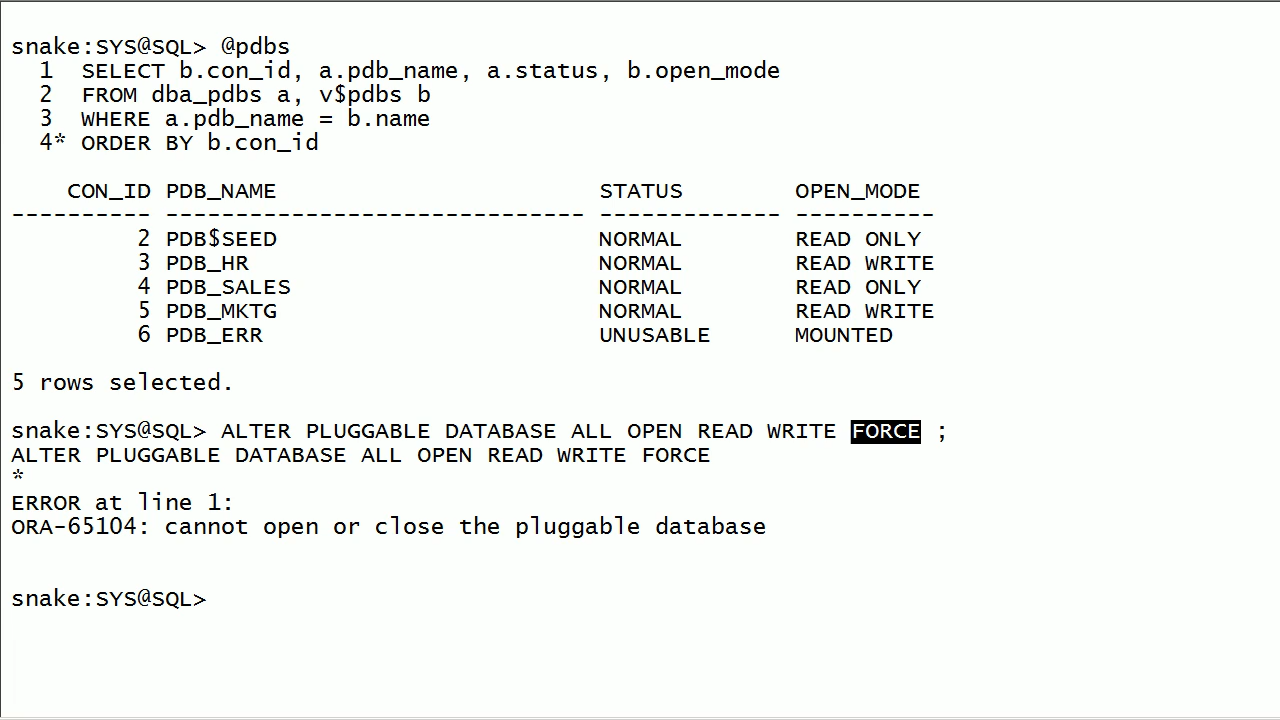 snake:SYS@SQL> @pdbs
  1  SELECT b.con_id, a.pdb_name, a.status, b.open_mode
  2  FROM dba_pdbs a, v$pdbs b
  3  WHERE a.pdb_name = b.name
  4* ORDER BY b.con_id
    CON_ID PDB_NAME                       STATUS        OPEN_MODE
---------- ------------------------------ ------------- ----------
         2 PDB$SEED                       NORMAL        READ ONLY
         3 PDB_HR                         NORMAL        READ WRITE
         4 PDB_SALES                      NORMAL        READ ONLY
         5 PDB_MKTG                       NORMAL        READ WRITE
         6 PDB_ERR                        UNUSABLE      MOUNTED
5 rows selected.
snake:SYS@SQL> ALTER PLUGGABLE DATABASE ALL OPEN READ WRITE FORCE ;
ALTER PLUGGABLE DATABASE ALL OPEN READ WRITE FORCE
*
ERROR at line 1:
ORA-65104: cannot open or close the pluggable database
snake:SYS@SQL>